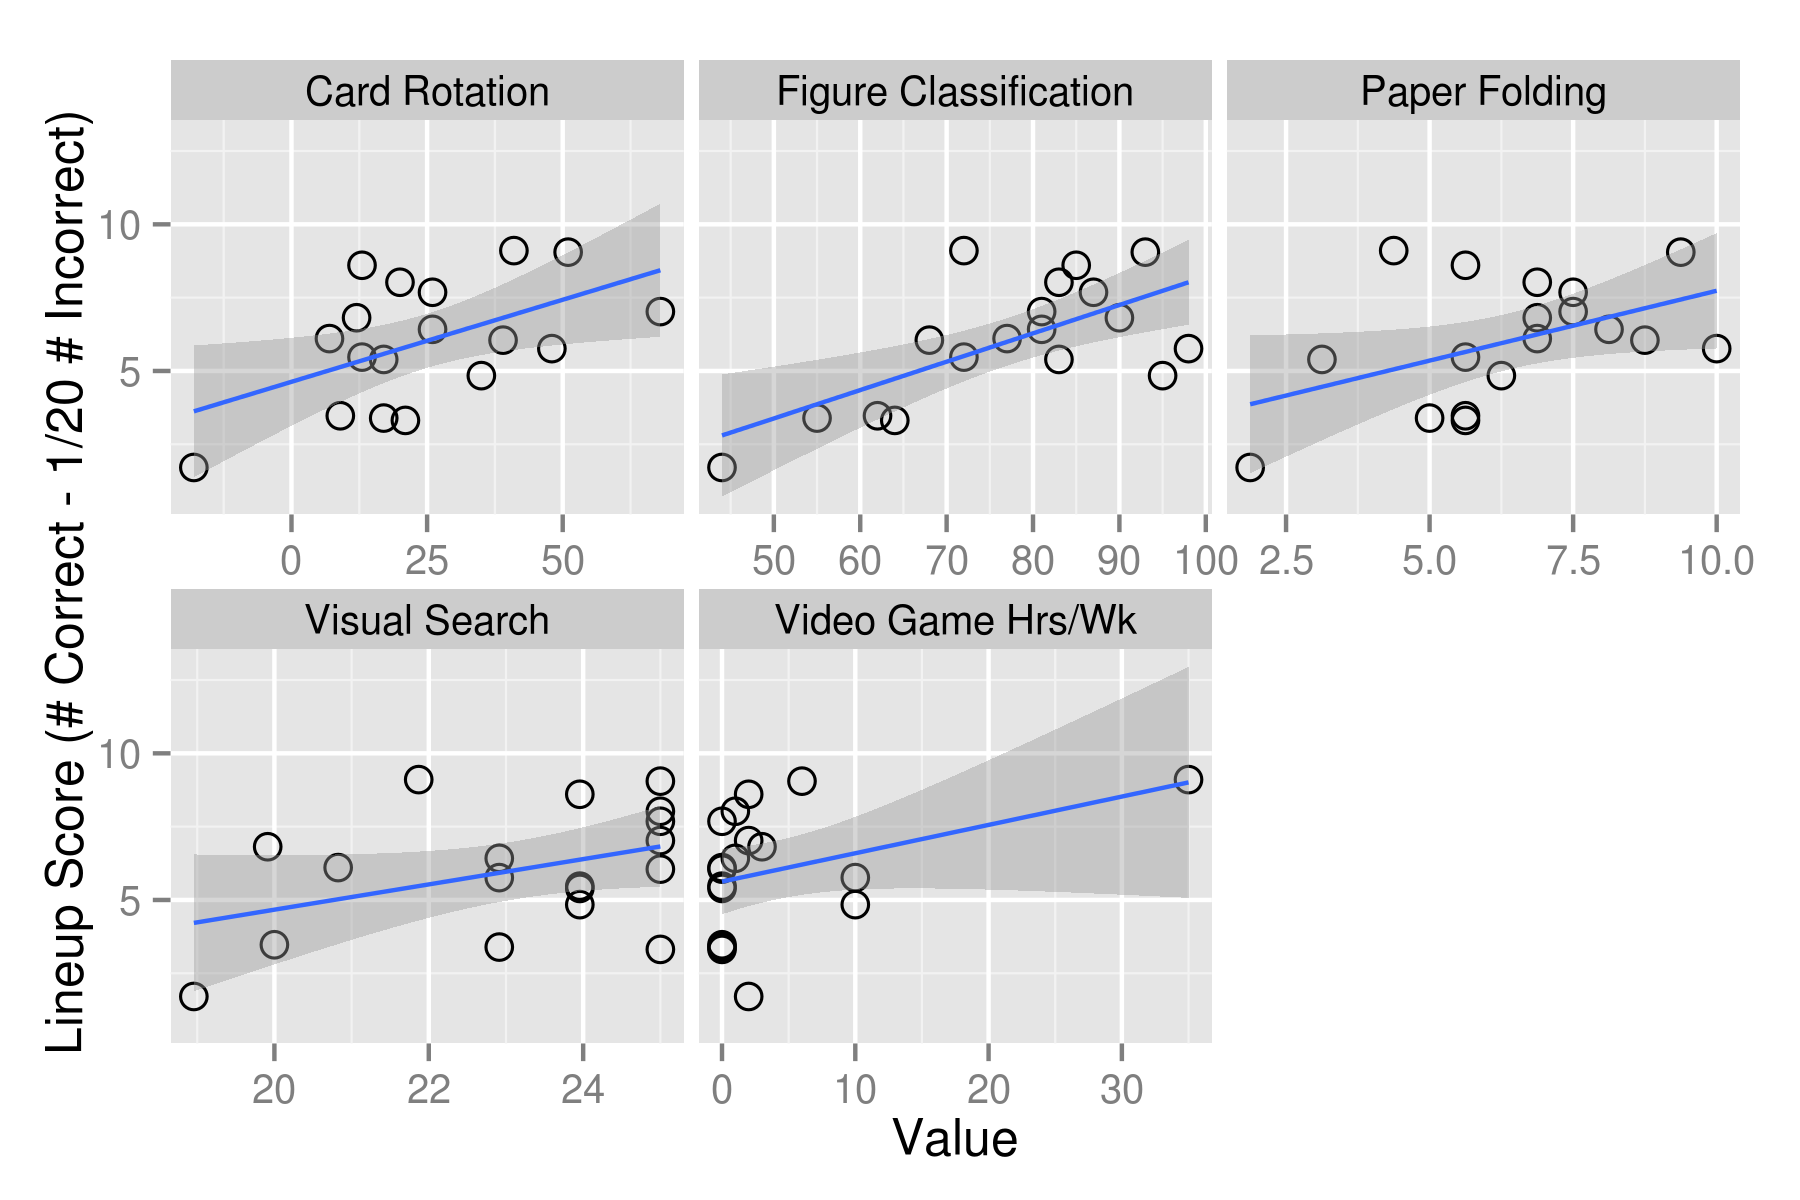 Card Rotation
Figure Classification
Paper Folding
10
5
0 25 50
50 60 70 80 90 100
2.5 5.0 7.5 10.0
Visual Search
Video Game Hrs/Wk
10
5
20 22 24
0 10 20 30
Value
Lineup Score (# Correct - 1/20 # Incorrect)